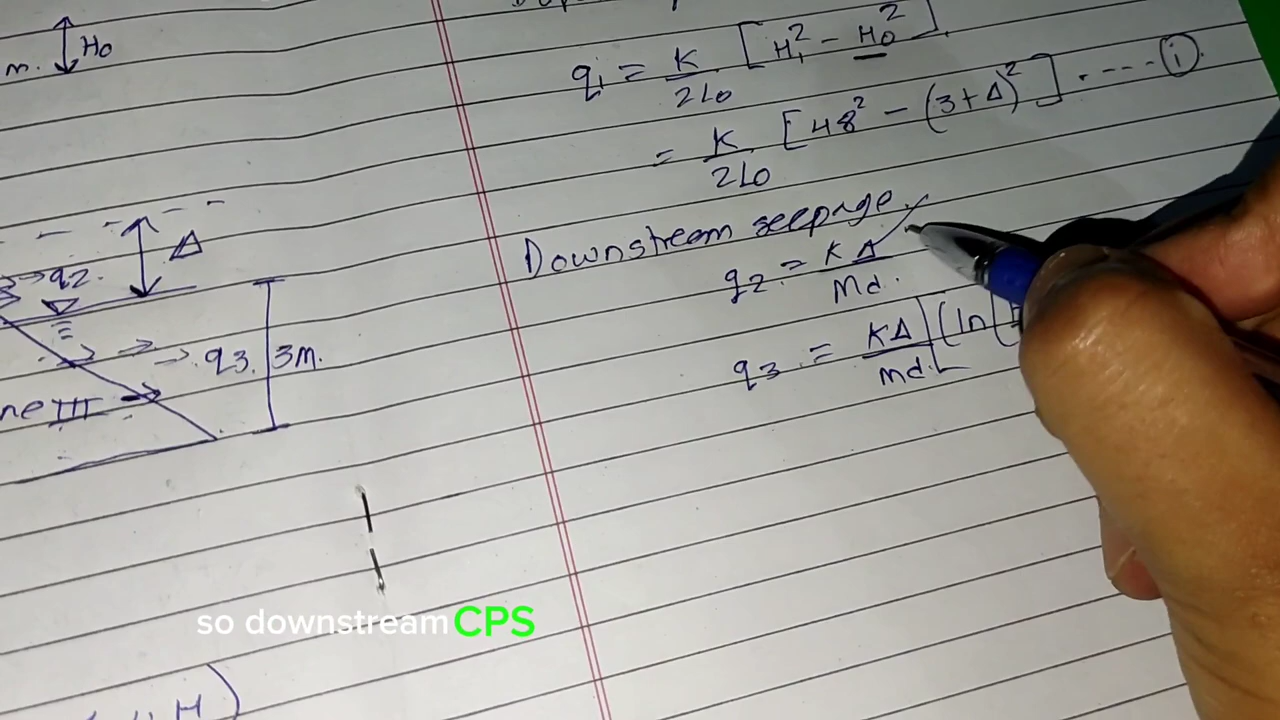 m. H₀
q₁ = K/2L₀ [H₁² - H₀²]
= K/2L₀ [48² - (3+Δ)²] ..---- (i).
Δ
q₂.
Downstream seepage
q₂ = KΔ/Md.
q₃. 3m.
q₃ = KΔ/md. (ln(
III
so downstream CPS
H)